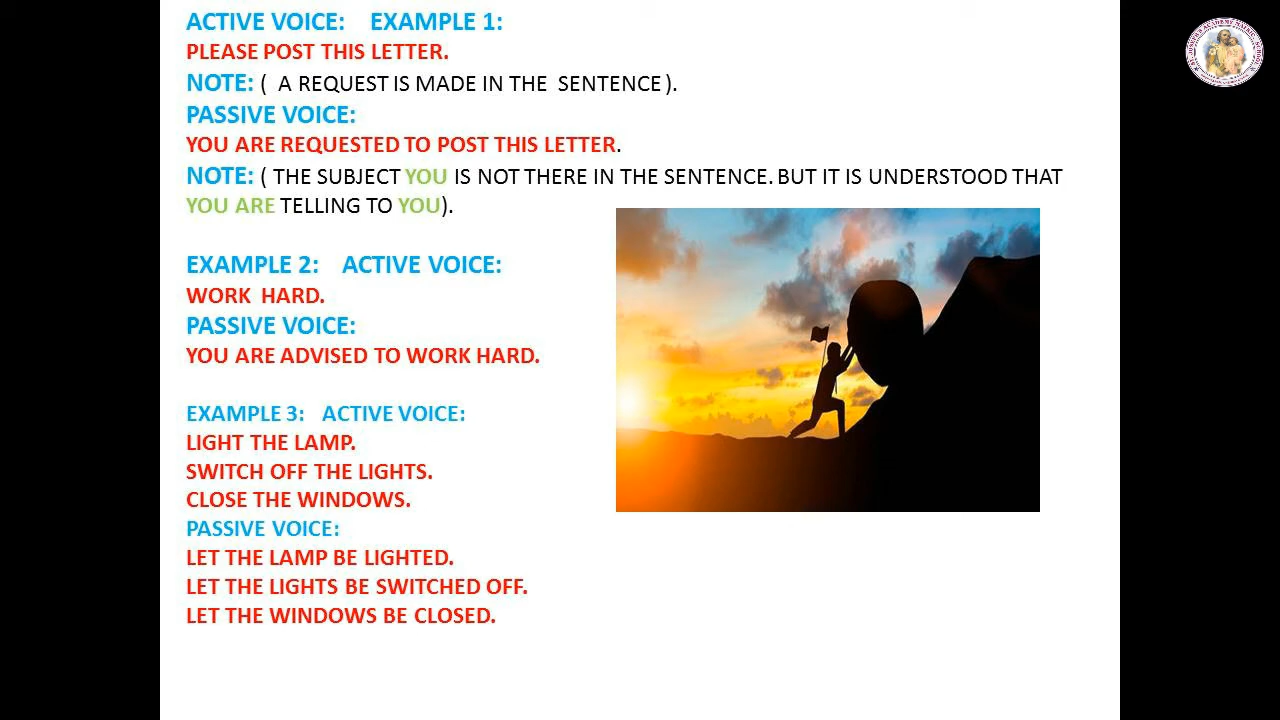 ACTIVE VOICE: EXAMPLE 1:
PLEASE POST THIS LETTER.
NOTE: ( A REQUEST IS MADE IN THE SENTENCE ).
PASSIVE VOICE:
YOU ARE REQUESTED TO POST THIS LETTER.
NOTE: ( THE SUBJECT YOU IS NOT THERE IN THE SENTENCE. BUT IT IS UNDERSTOOD THAT
YOU ARE TELLING TO YOU).
EXAMPLE 2: ACTIVE VOICE:
WORK HARD.
PASSIVE VOICE:
YOU ARE ADVISED TO WORK HARD.
EXAMPLE 3: ACTIVE VOICE:
LIGHT THE LAMP.
SWITCH OFF THE LIGHTS.
CLOSE THE WINDOWS.
PASSIVE VOICE:
LET THE LAMP BE LIGHTED.
LET THE LIGHTS BE SWITCHED OFF.
LET THE WINDOWS BE CLOSED.